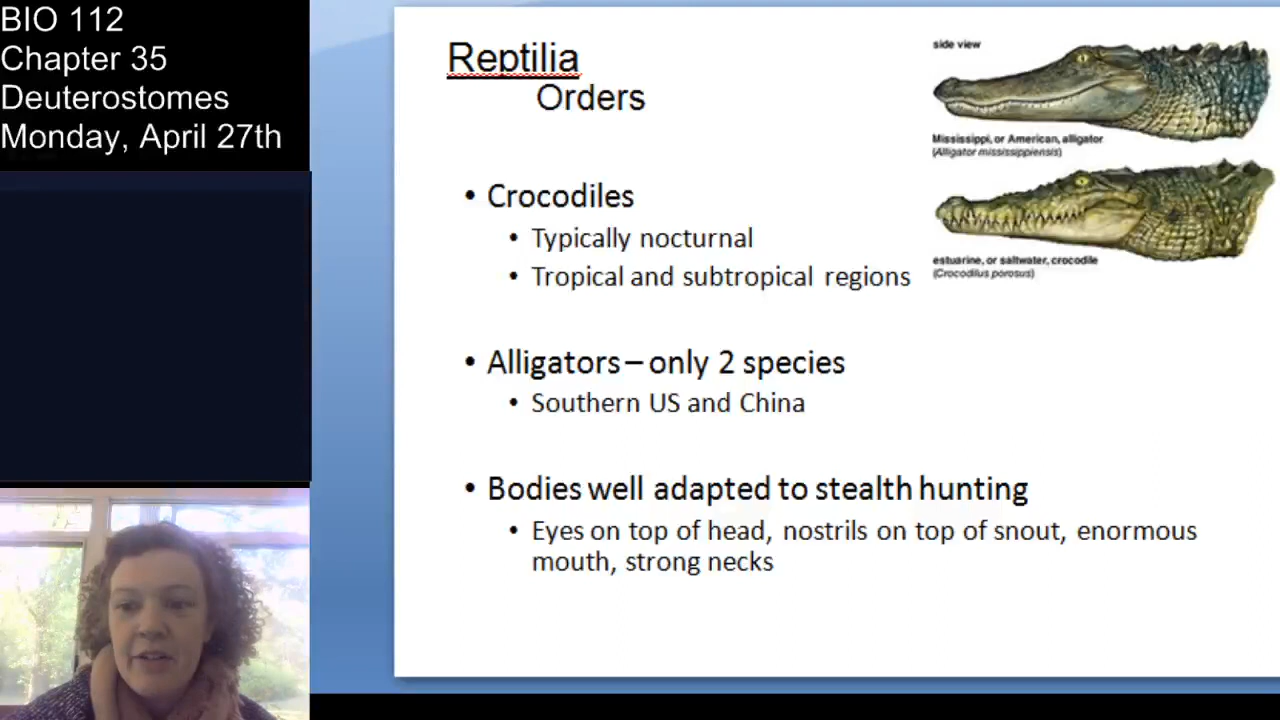 BIO 112
Chapter 35
Deuterostomes
Monday, April 27th
Reptilia
Orders
• Crocodiles
• Typically nocturnal
• Tropical and subtropical regions
• Alligators – only 2 species
• Southern US and China
• Bodies well adapted to stealth hunting
• Eyes on top of head, nostrils on top of snout, enormous
mouth, strong necks
side view
Mississippi, or American, alligator
(Alligator mississippiensis)
estuarine, or saltwater, crocodile
(Crocodilus porosus)